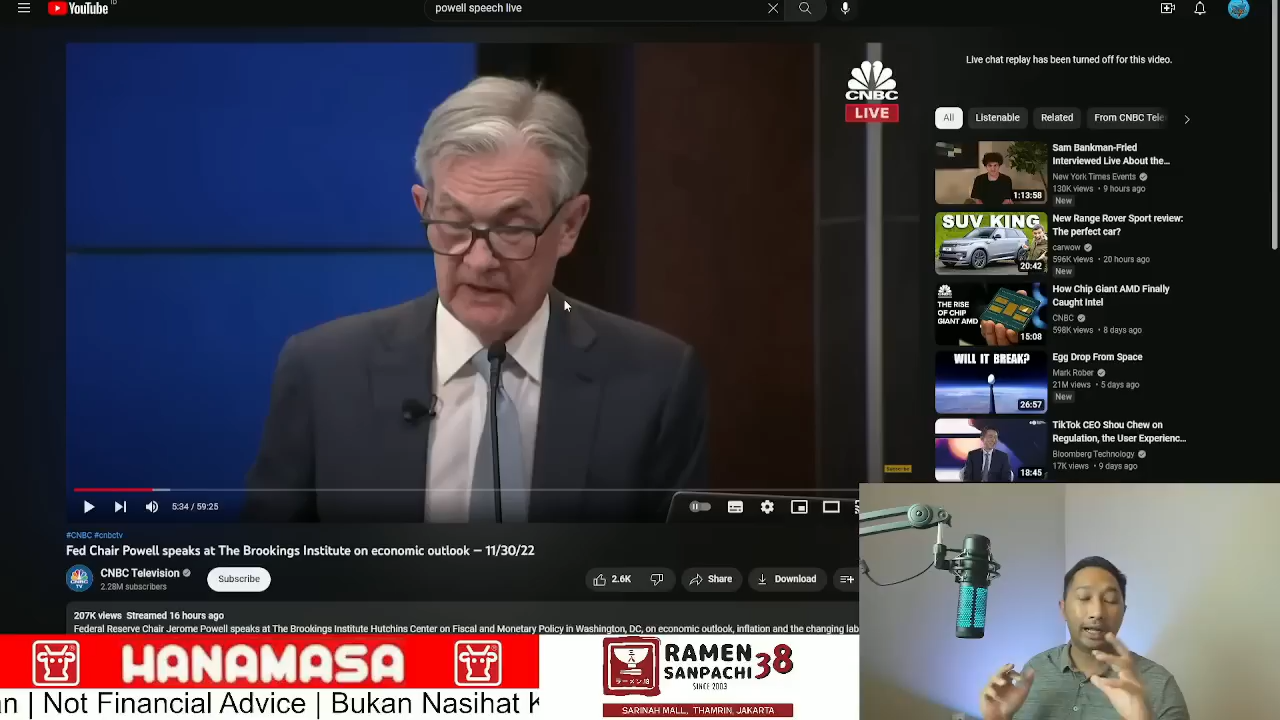 YouTube
ID
powell speech live
CNBC
LIVE
Subscribe
5:34 / 59:25
#CNBC #cnbctv
Fed Chair Powell speaks at The Brookings Institute on economic outlook – 11/30/22
CNBC Television
2.28M subscribers
Subscribe
2.6K
Share
Download
207K views Streamed 16 hours ago
Federal Reserve Chair Jerome Powell speaks at The Brookings Institute Hutchins Center on Fiscal and Monetary Policy in Washington, DC, on economic outlook, inflation and the changing lab
Live chat replay has been turned off for this video.
All
Listenable
Related
From CNBC Tele
1:13:58
Sam Bankman-Fried
Interviewed Live About the...
New York Times Events
130K views • 9 hours ago
New
SUV KING
20:42
New Range Rover Sport review:
The perfect car?
carwow
596K views • 20 hours ago
New
THE RISE
OF CHIP
GIANT AMD
15:08
How Chip Giant AMD Finally
Caught Intel
CNBC
598K views • 8 days ago
WILL IT BREAK?
26:57
Egg Drop From Space
Mark Rober
21M views • 5 days ago
New
18:45
TikTok CEO Shou Chew on
Regulation, the User Experienc...
Bloomberg Technology
17K views • 9 days ago
HANAMASA
RAMEN
SANPACHI 38
SINCE 2003
SARINAH MALL, THAMRIN, JAKARTA
n | Not Financial Advice | Bukan Nasihat K